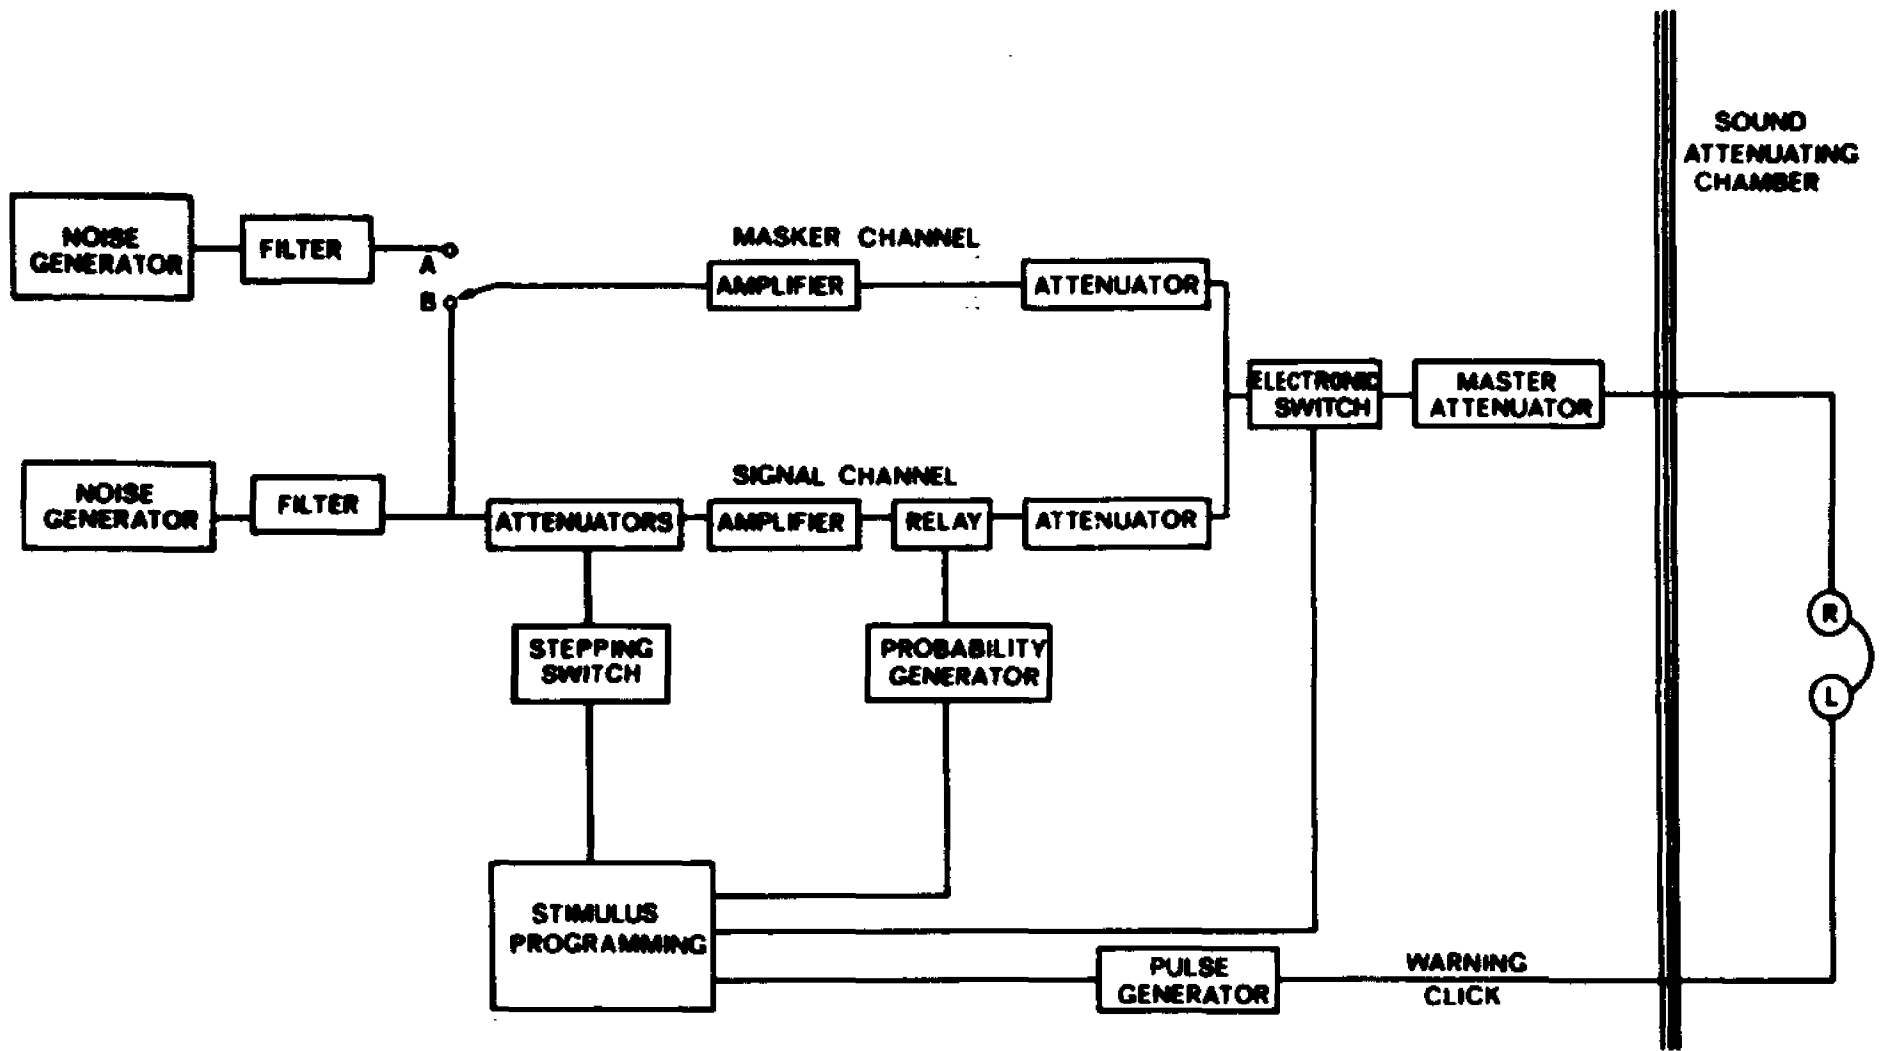 SOUND
ATTENUATING
CHAMBER
NOISE
GENERATOR
FILTER
A
B
MASKER CHANNEL
AMPLIFIER
ATTENUATOR
ELECTRONIC
SWITCH
MASTER
ATTENUATOR
NOISE
GENERATOR
FILTER
SIGNAL CHANNEL
ATTENUATORS
AMPLIFIER
RELAY
ATTENUATOR
STEPPING
SWITCH
PROBABILITY
GENERATOR
R
L
STIMULUS
PROGRAMMING
PULSE
GENERATOR
WARNING
CLICK